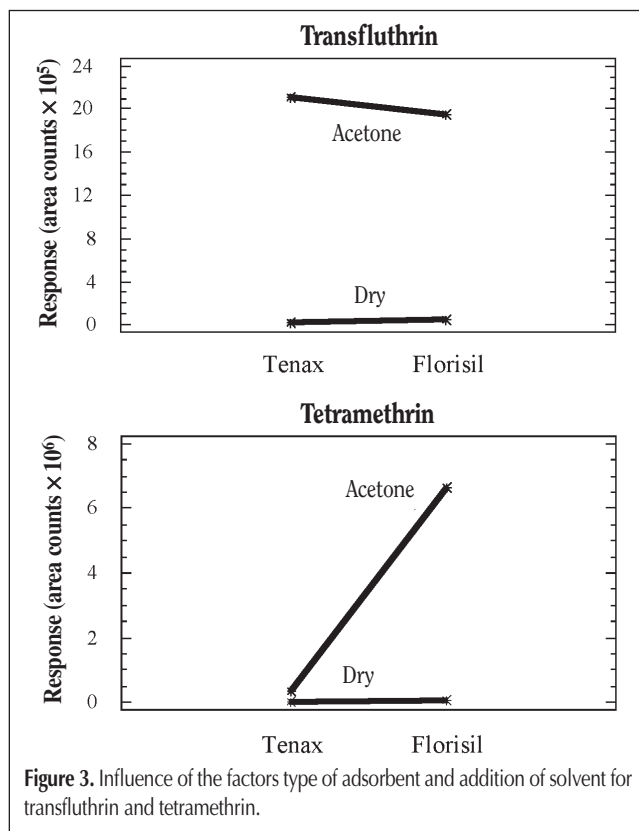 Transfluthrin
Response (area counts × 10⁵)
24
20
16
12
8
4
0
Acetone
Dry
Tenax Florisil
Tetramethrin
Response (area counts × 10⁶)
8
6
4
2
0
Acetone
Dry
Tenax Florisil
Figure 3. Influence of the factors type of adsorbent and addition of solvent for
transfluthrin and tetramethrin.